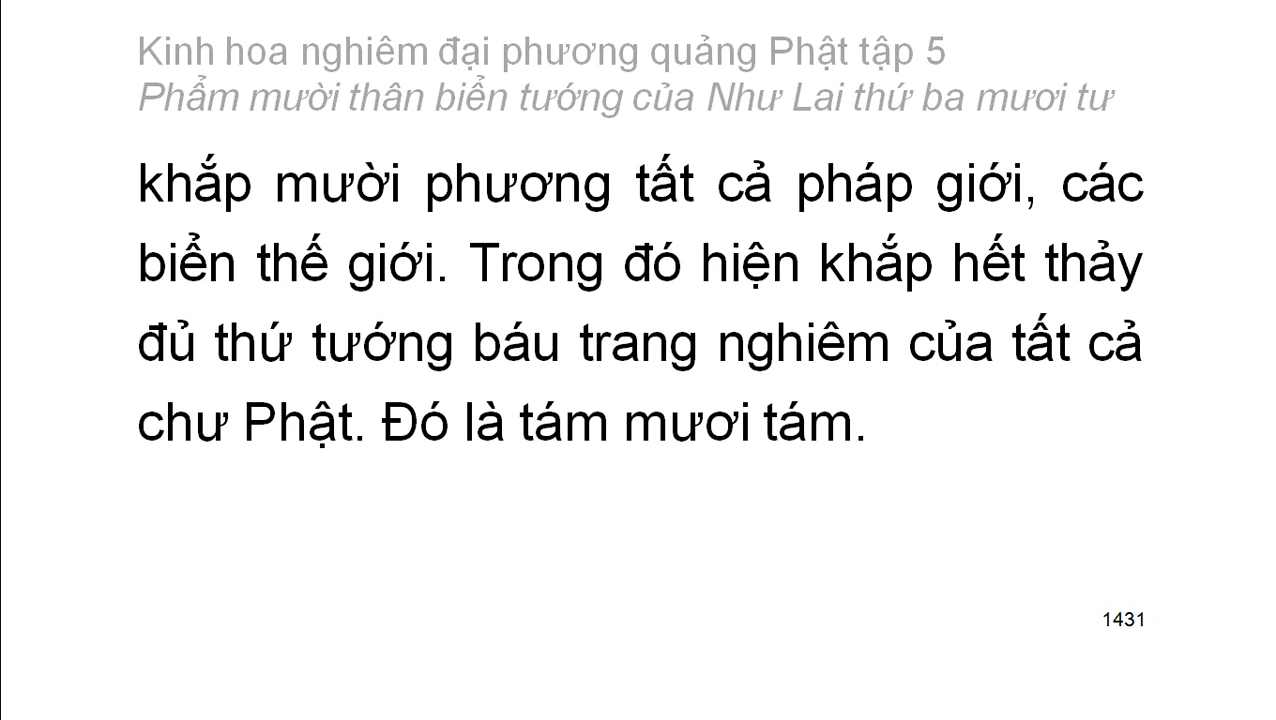 Kinh hoa nghiêm đại phương quảng Phật tập 5
Phẩm mười thân biển tướng của Như Lai thứ ba mươi tư
khắp mười phương tất cả pháp giới, các
biển thế giới. Trong đó hiện khắp hết thảy
đủ thứ tướng báu trang nghiêm của tất cả
chư Phật. Đó là tám mươi tám.
1431